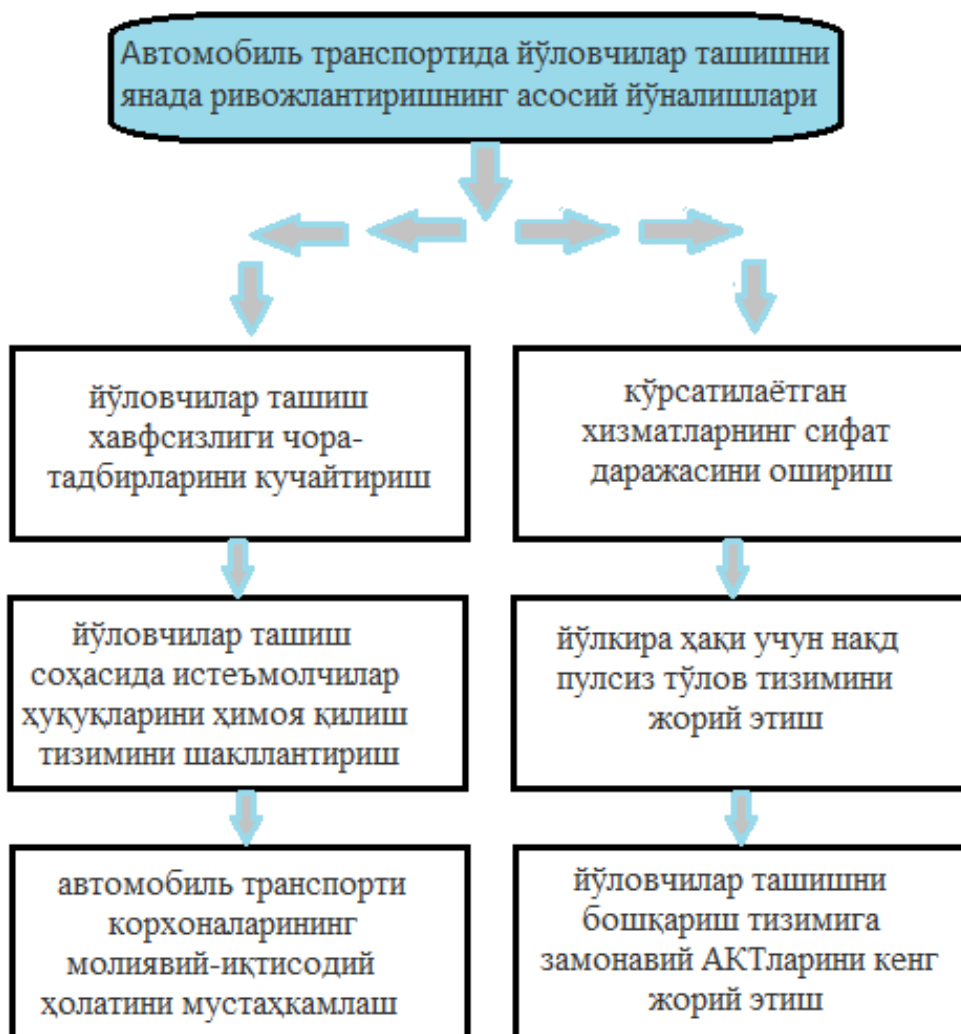 Автомобиль транспортида йўловчилар ташишни
янада ривожлантиришнинг асосий йўналишлари
йўловчилар ташиш
хавфсизлиги чора-
тадбирларини кучайтириш
йўловчилар ташиш
соҳасида истеъмолчилар
ҳуқуқларини ҳимоя қилиш
тизимини шакллантириш
автомобиль транспорти
корхоналарининг
молиявий-иқтисодий
ҳолатини мустаҳкамлаш
кўрсатилаётган
хизматларнинг сифат
даражасини ошириш
йўлкира ҳақи учун нақд
пулсиз тўлов тизимини
жорий этиш
йўловчилар ташишни
бошқариш тизимига
замонавий АКТларини кенг
жорий этиш